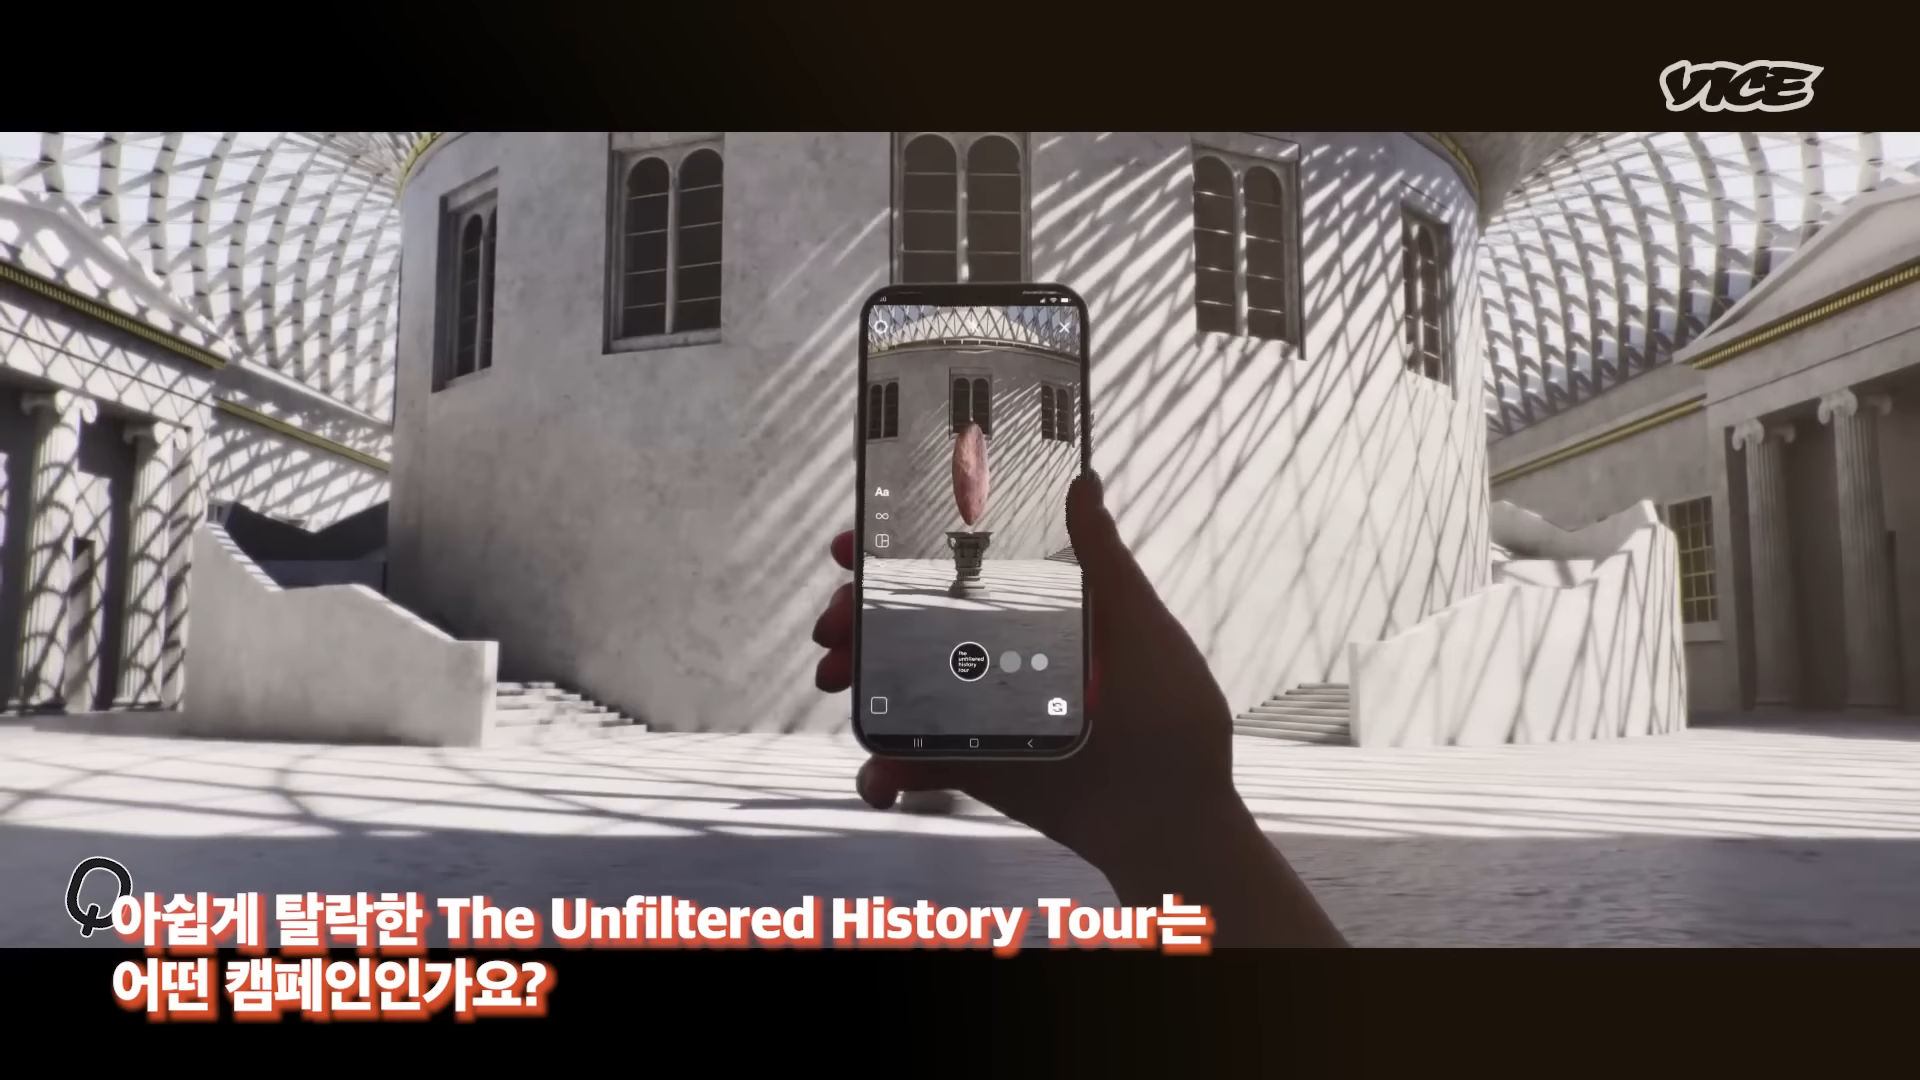 VICE
Aa
The
unfiltered
history
tour
Q
아쉽게 탈락한 The Unfiltered History Tour는
어떤 캠페인인가요?